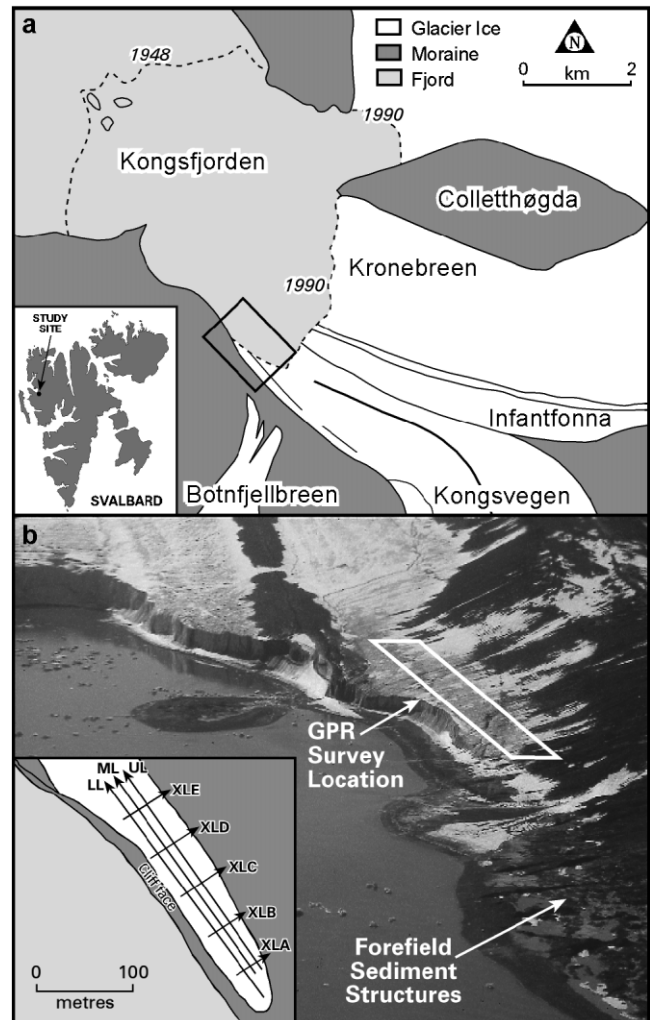 a
Glacier Ice
Moraine
Fjord
N
0 km 2
1948
1990
Kongsfjorden
Colletthøgda
Kronebreen
1990
STUDY
SITE
SVALBARD
Infantfonna
Botnfjellbreen
Kongsvegen
b
GPR
Survey
Location
Forefield
Sediment
Structures
ML UL
LL
XLE
XLD
XLC
XLB
XLA
Cliff face
0 100
metres